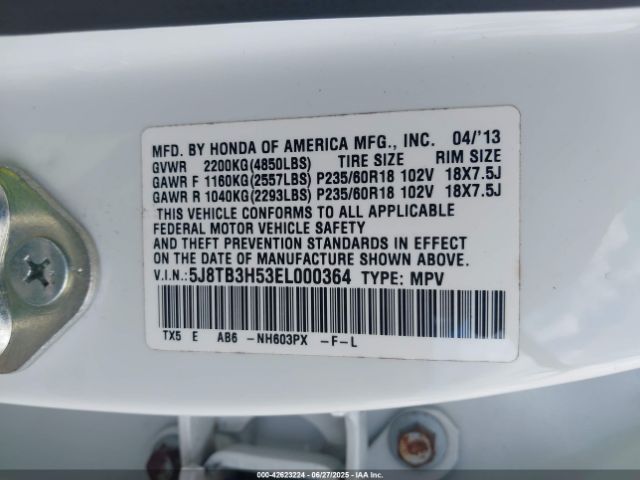 MFD. BY HONDA OF AMERICA MFG., INC. 04/'13
GVWR 2200KG(4850LBS) TIRE SIZE RIM SIZE
GAWR F 1160KG(2557LBS) P235/60R18 102V 18X7.5J
GAWR R 1040KG(2293LBS) P235/60R18 102V 18X7.5J
THIS VEHICLE CONFORMS TO ALL APPLICABLE
FEDERAL MOTOR VEHICLE SAFETY
AND THEFT PREVENTION STANDARDS IN EFFECT
ON THE DATE OF MANUFACTURE SHOWN ABOVE.
V.I.N.:5J8TB3H53EL000364 TYPE: MPV
TX5 E AB6 -NH603PX -F-L
000-42623224 - 06/27/2025 - IAA Inc.